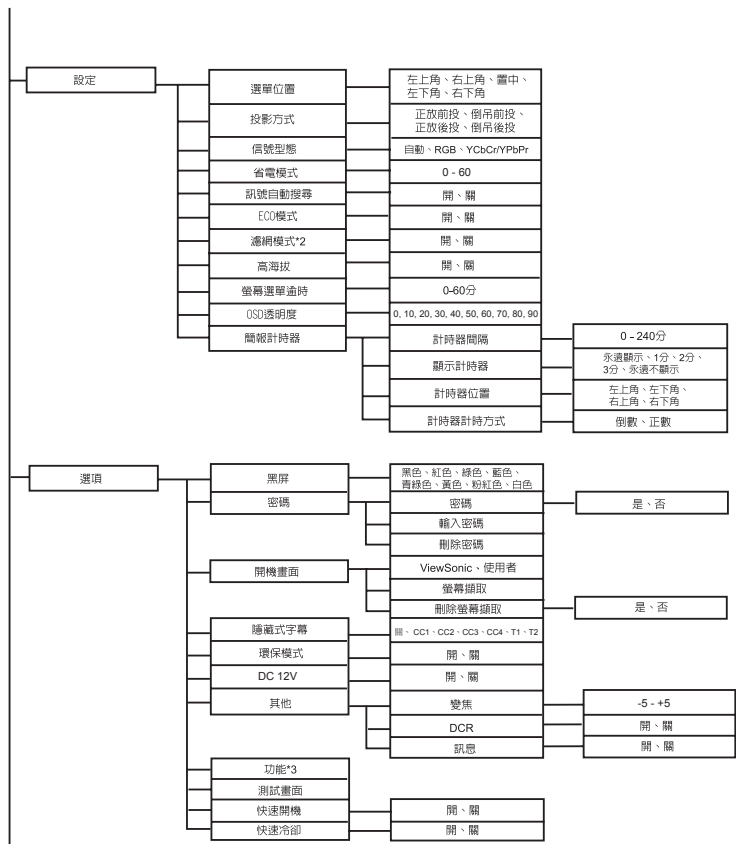 設定
選單位置
左上角、右上角、置中、
左下角、右下角
投影方式
正放前投、倒吊前投、
正放後投、倒吊後投
信號型態
自動、RGB、YCbCr/YPbPr
省電模式
0 - 60
訊號自動搜尋
開、關
ECO模式
開、關
濾網模式*2
開、關
高海拔
開、關
螢幕選單逾時
0-60分
OSD透明度
0, 10, 20, 30, 40, 50, 60, 70, 80, 90
簡報計時器
計時器間隔
0 - 240分
顯示計時器
永遠顯示、1分、2分、
3分、永遠不顯示
計時器位置
左上角、左下角、
右上角、右下角
計時器計時方式
倒數、正數
選項
黑屏
黑色、紅色、綠色、藍色、
青綠色、黃色、粉紅色、白色
密碼
密碼
是、否
輸入密碼
刪除密碼
開機畫面
ViewSonic、使用者
螢幕擷取
刪除螢幕擷取
是、否
隱藏式字幕
關、CC1、CC2、CC3、CC4、T1、T2
環保模式
開、關
DC 12V
開、關
其他
變焦
-5 - +5
DCR
開、關
訊息
開、關
功能*3
測試畫面
快速開機
開、關
快速冷卻
開、關